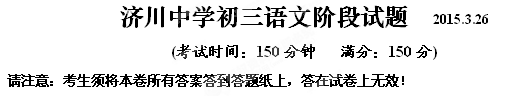 济川中学初三语文阶段试题 2015.3.26
(考试时间：150分钟 满分：150分)
请注意：考生须将本卷所有答案答到答题纸上，答在试卷上无效！